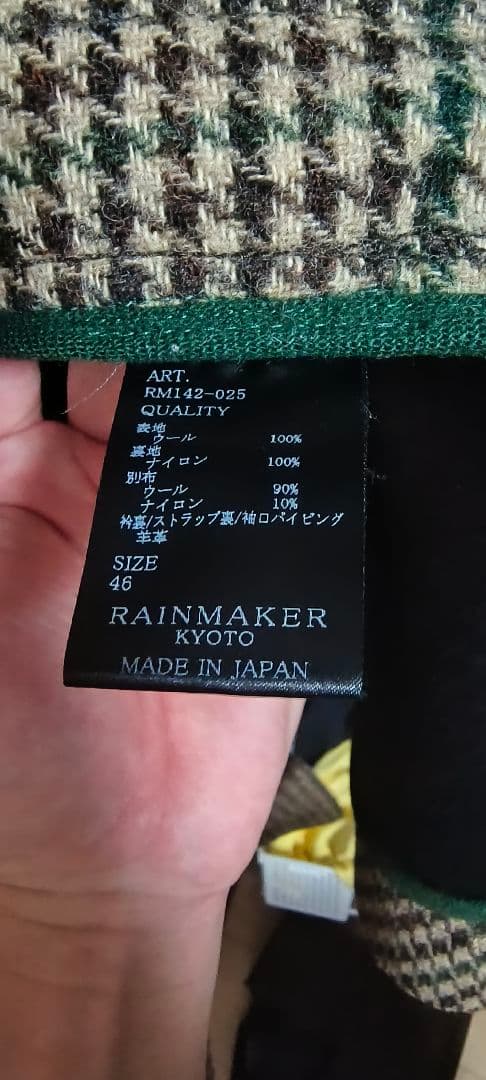 ART.
RM142-025
QUALITY
表地
ウール 100%
裏地
ナイロン 100%
別布
ウール 90%
ナイロン 10%
衿裏/ストラップ裏/袖口パイピング
羊革
SIZE
46
RAINMAKER
KYOTO
MADE IN JAPAN